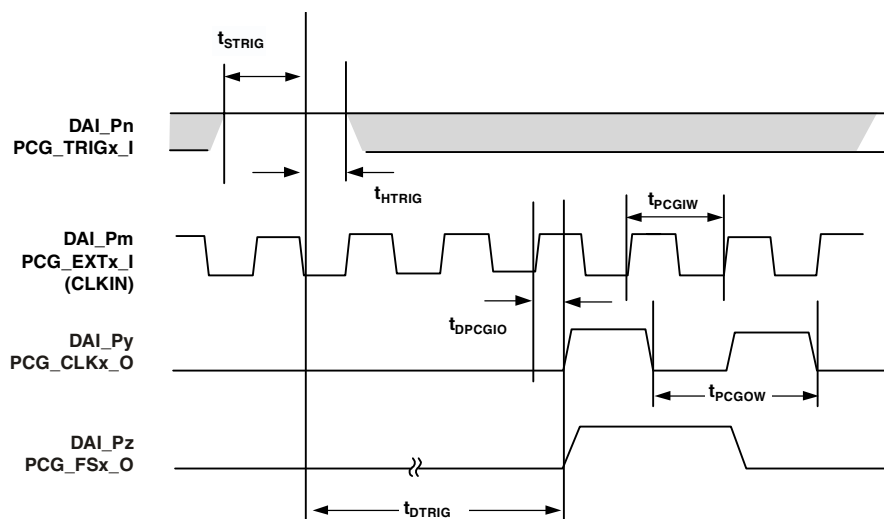 tSTRIG
DAI_Pn
PCG_TRIGx_I
tHTRIG
tPCGIW
DAI_Pm
PCG_EXTx_I
(CLKIN)
tDPCGIO
DAI_Py
PCG_CLKx_O
tPCGOW
DAI_Pz
PCG_FSx_O
tDTRIG